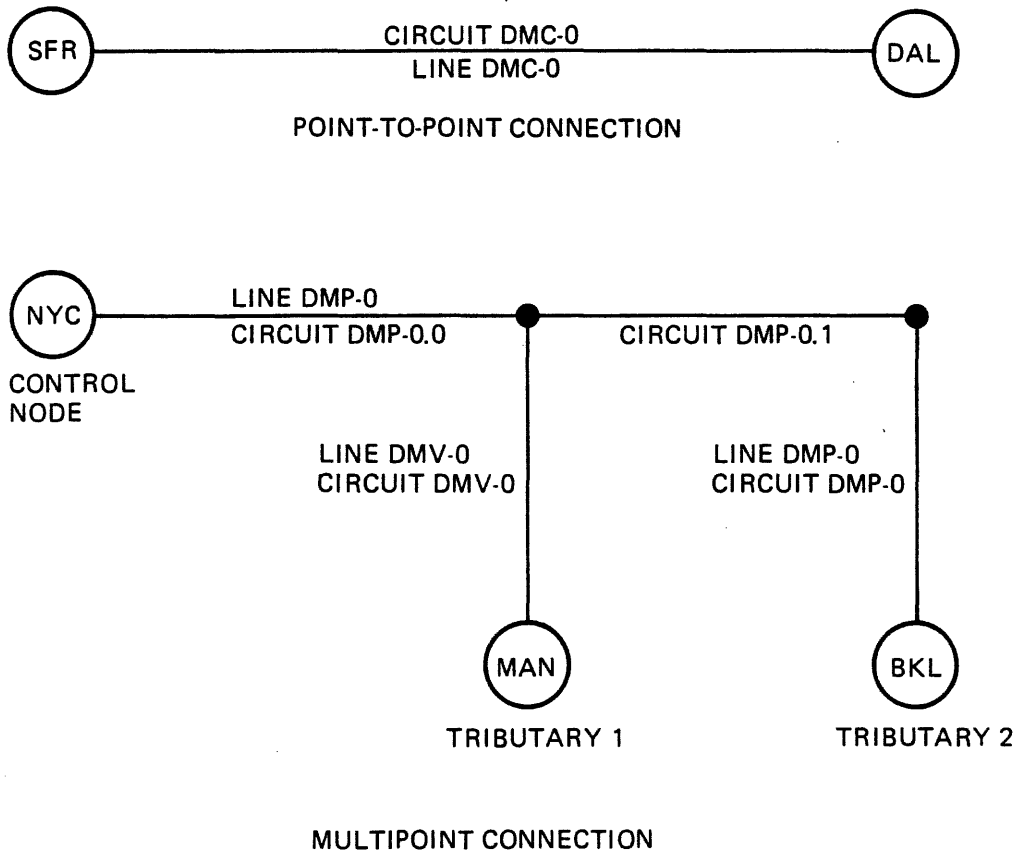 SFR
CIRCUIT DMC-0
LINE DMC-0
DAL
POINT-TO-POINT CONNECTION
NYC
LINE DMP-0
CIRCUIT DMP-0.0
CIRCUIT DMP-0.1
CONTROL
NODE
LINE DMV-0
CIRCUIT DMV-0
LINE DMP-0
CIRCUIT DMP-0
MAN
BKL
TRIBUTARY 1
TRIBUTARY 2
MULTIPOINT CONNECTION